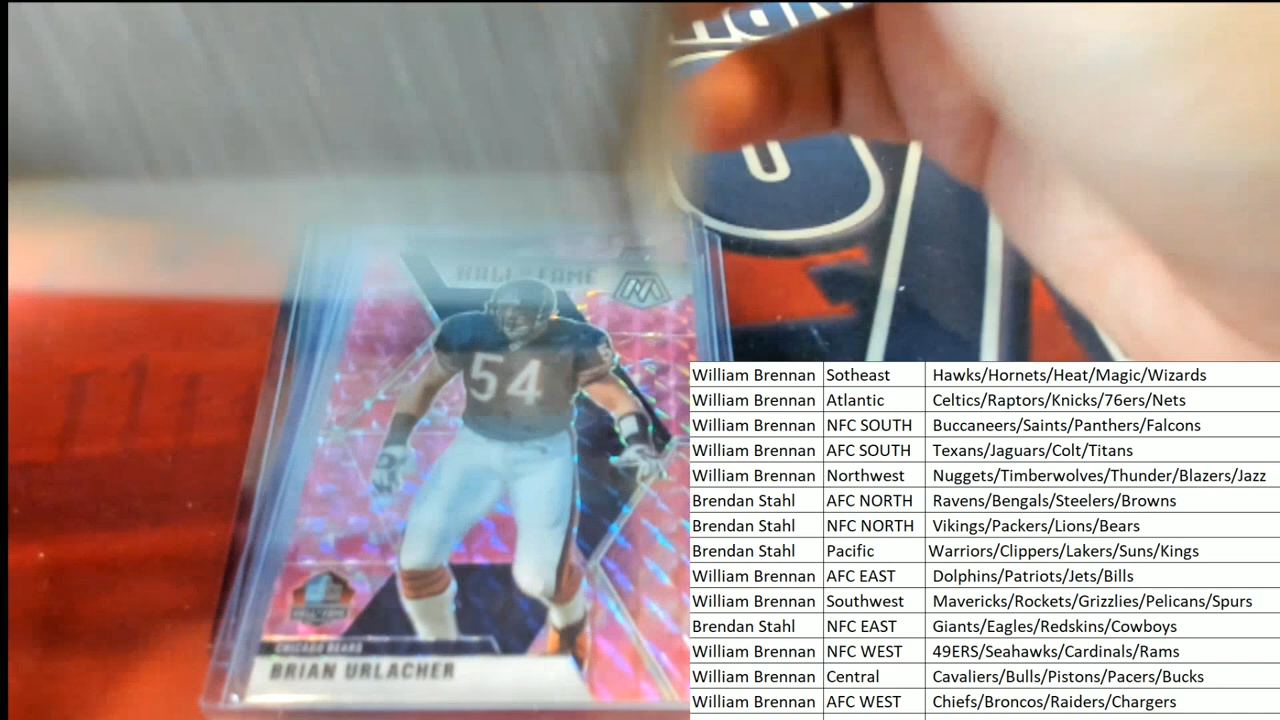 HALL OF FAME
54
HALL OF FAME
CHICAGO BEARS
BRIAN URLACHER
William Brennan Sotheast Hawks/Hornets/Heat/Magic/Wizards
William Brennan Atlantic Celtics/Raptors/Knicks/76ers/Nets
William Brennan NFC SOUTH Buccaneers/Saints/Panthers/Falcons
William Brennan AFC SOUTH Texans/Jaguars/Colt/Titans
William Brennan Northwest Nuggets/Timberwolves/Thunder/Blazers/Jazz
Brendan Stahl AFC NORTH Ravens/Bengals/Steelers/Browns
Brendan Stahl NFC NORTH Vikings/Packers/Lions/Bears
Brendan Stahl Pacific Warriors/Clippers/Lakers/Suns/Kings
William Brennan AFC EAST Dolphins/Patriots/Jets/Bills
William Brennan Southwest Mavericks/Rockets/Grizzlies/Pelicans/Spurs
Brendan Stahl NFC EAST Giants/Eagles/Redskins/Cowboys
William Brennan NFC WEST 49ERS/Seahawks/Cardinals/Rams
William Brennan Central Cavaliers/Bulls/Pistons/Pacers/Bucks
William Brennan AFC WEST Chiefs/Broncos/Raiders/Chargers